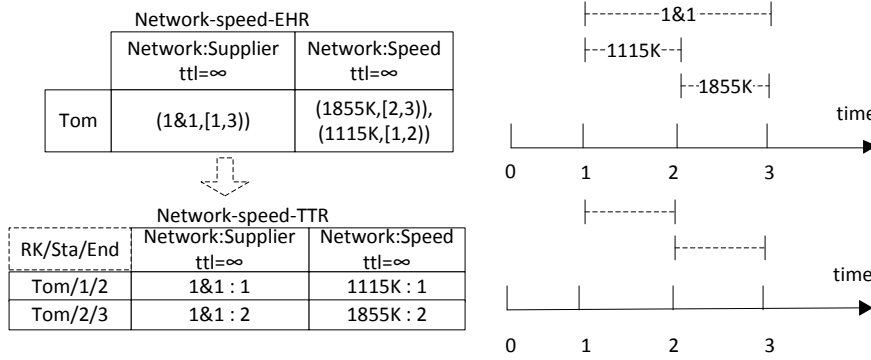 Network-speed-EHR
Network:Supplier
ttl=∞
Network:Speed
ttl=∞
Tom
(1&1,[1,3))
(1855K,[2,3)),
(1115K,[1,2))
Network-speed-TTR
RK/Sta/End
Network:Supplier
ttl=∞
Network:Speed
ttl=∞
Tom/1/2
1&1 : 1
1115K : 1
Tom/2/3
1&1 : 2
1855K : 2
1&1
1115K
1855K
time
0 1 2 3
time
0 1 2 3